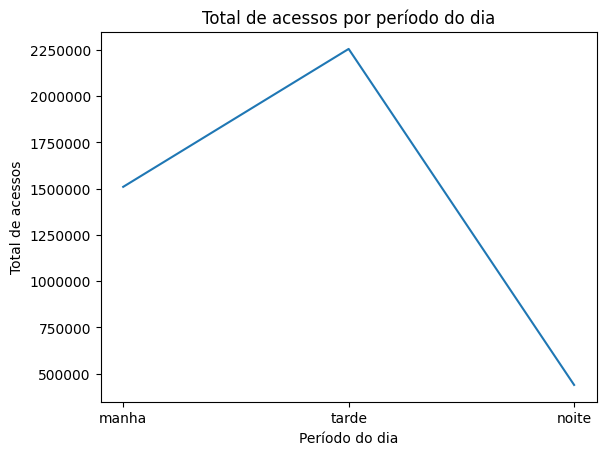 Total de acessos por período do dia
2250000
2000000
1750000
1500000
1250000
1000000
750000
500000
Total de acessos
manha
tarde
noite
Período do dia